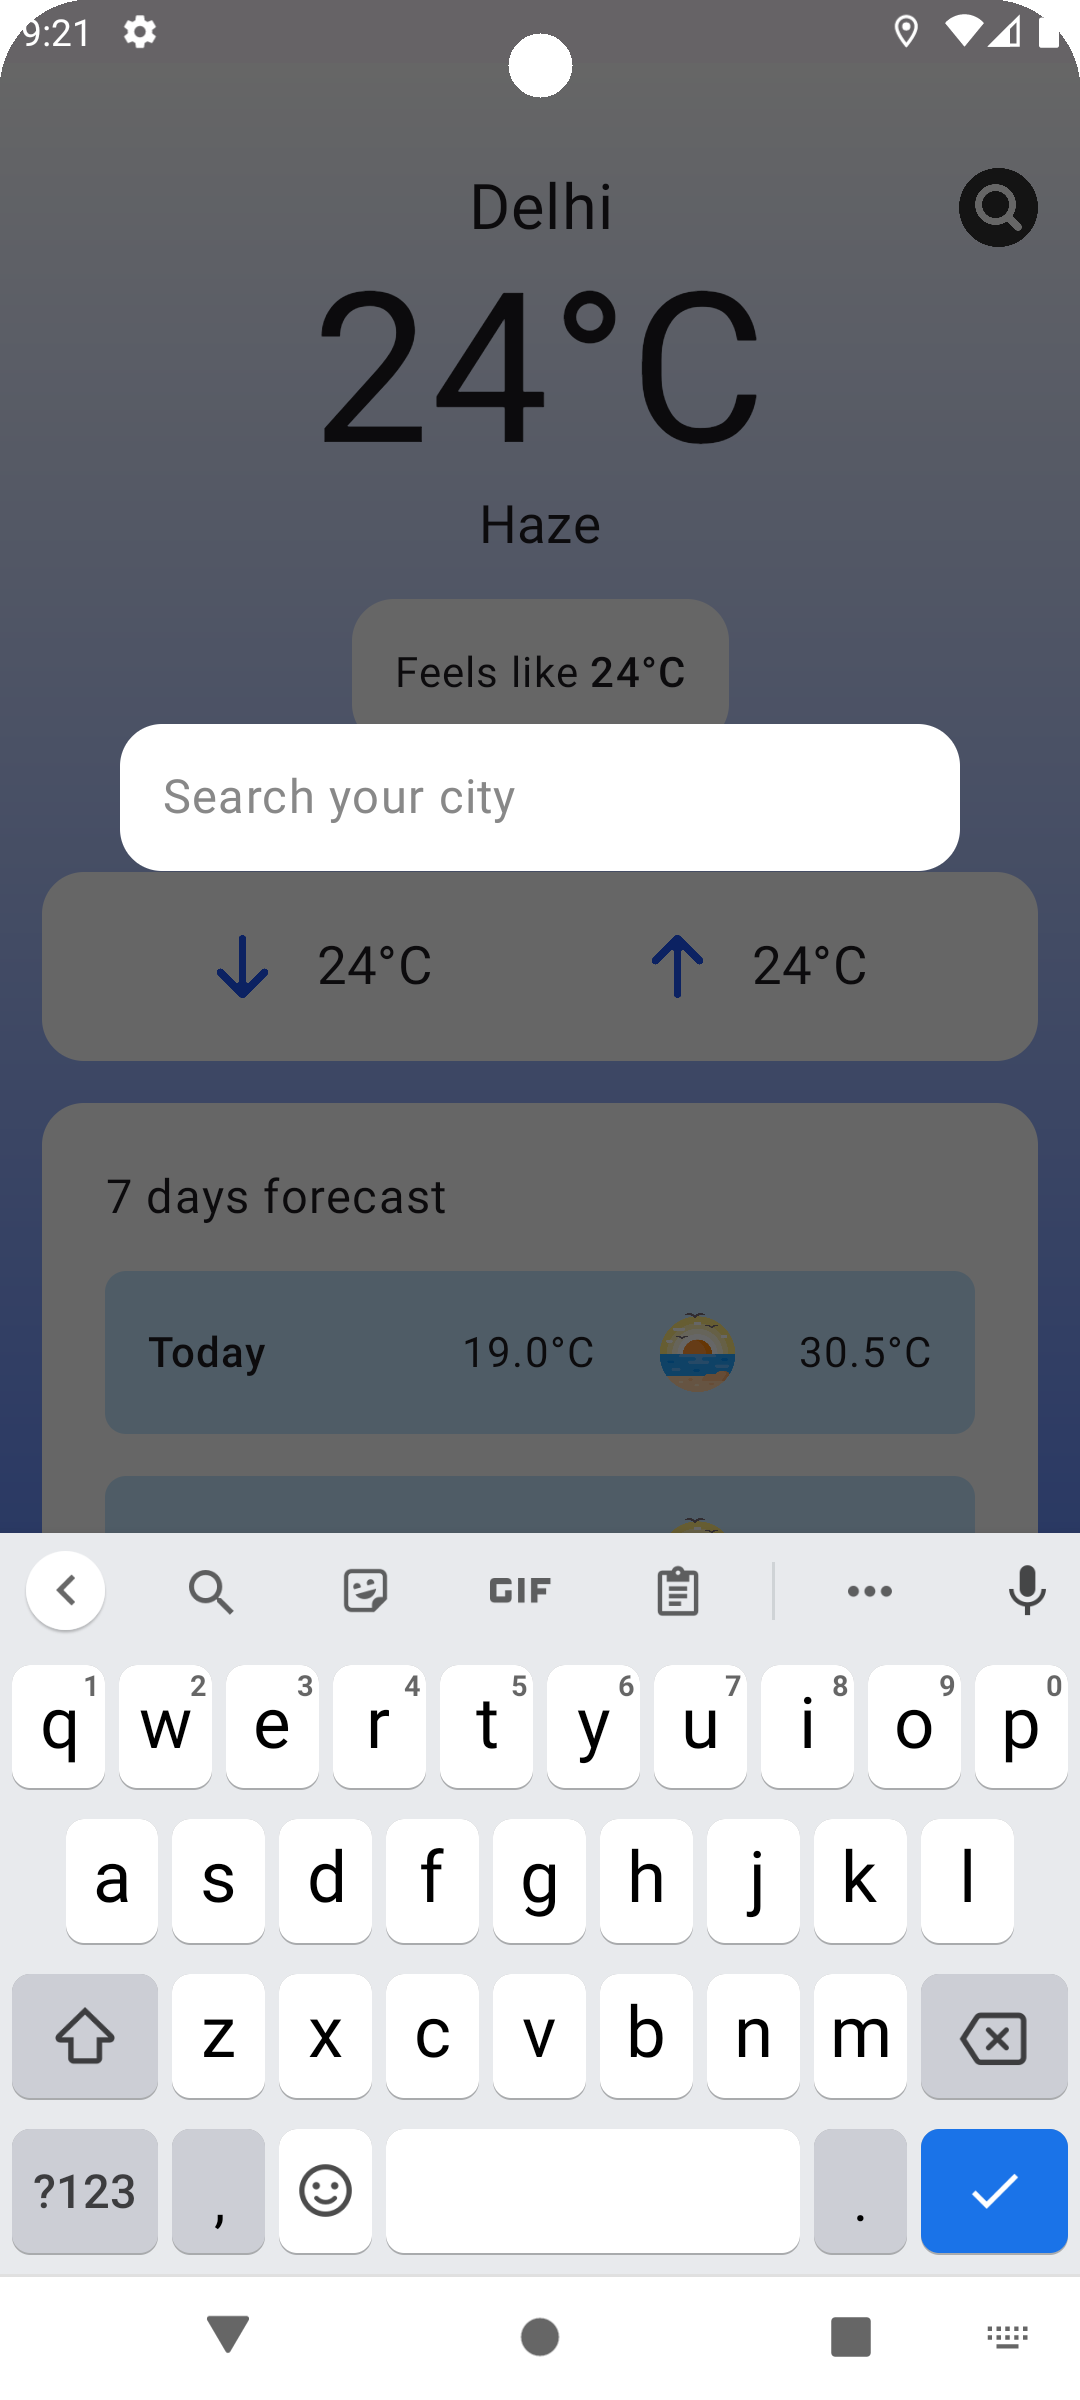 9:21
Delhi
24°C
Haze
Feels like 24°C
Search your city
24°C 24°C
7 days forecast
Today 19.0°C 30.5°C
GIF
q 1 w 2 e 3 r 4 t 5 y 6 u 7 i 8 o 9 p 0
a s d f g h j k l
z x c v b n m
?123 , .